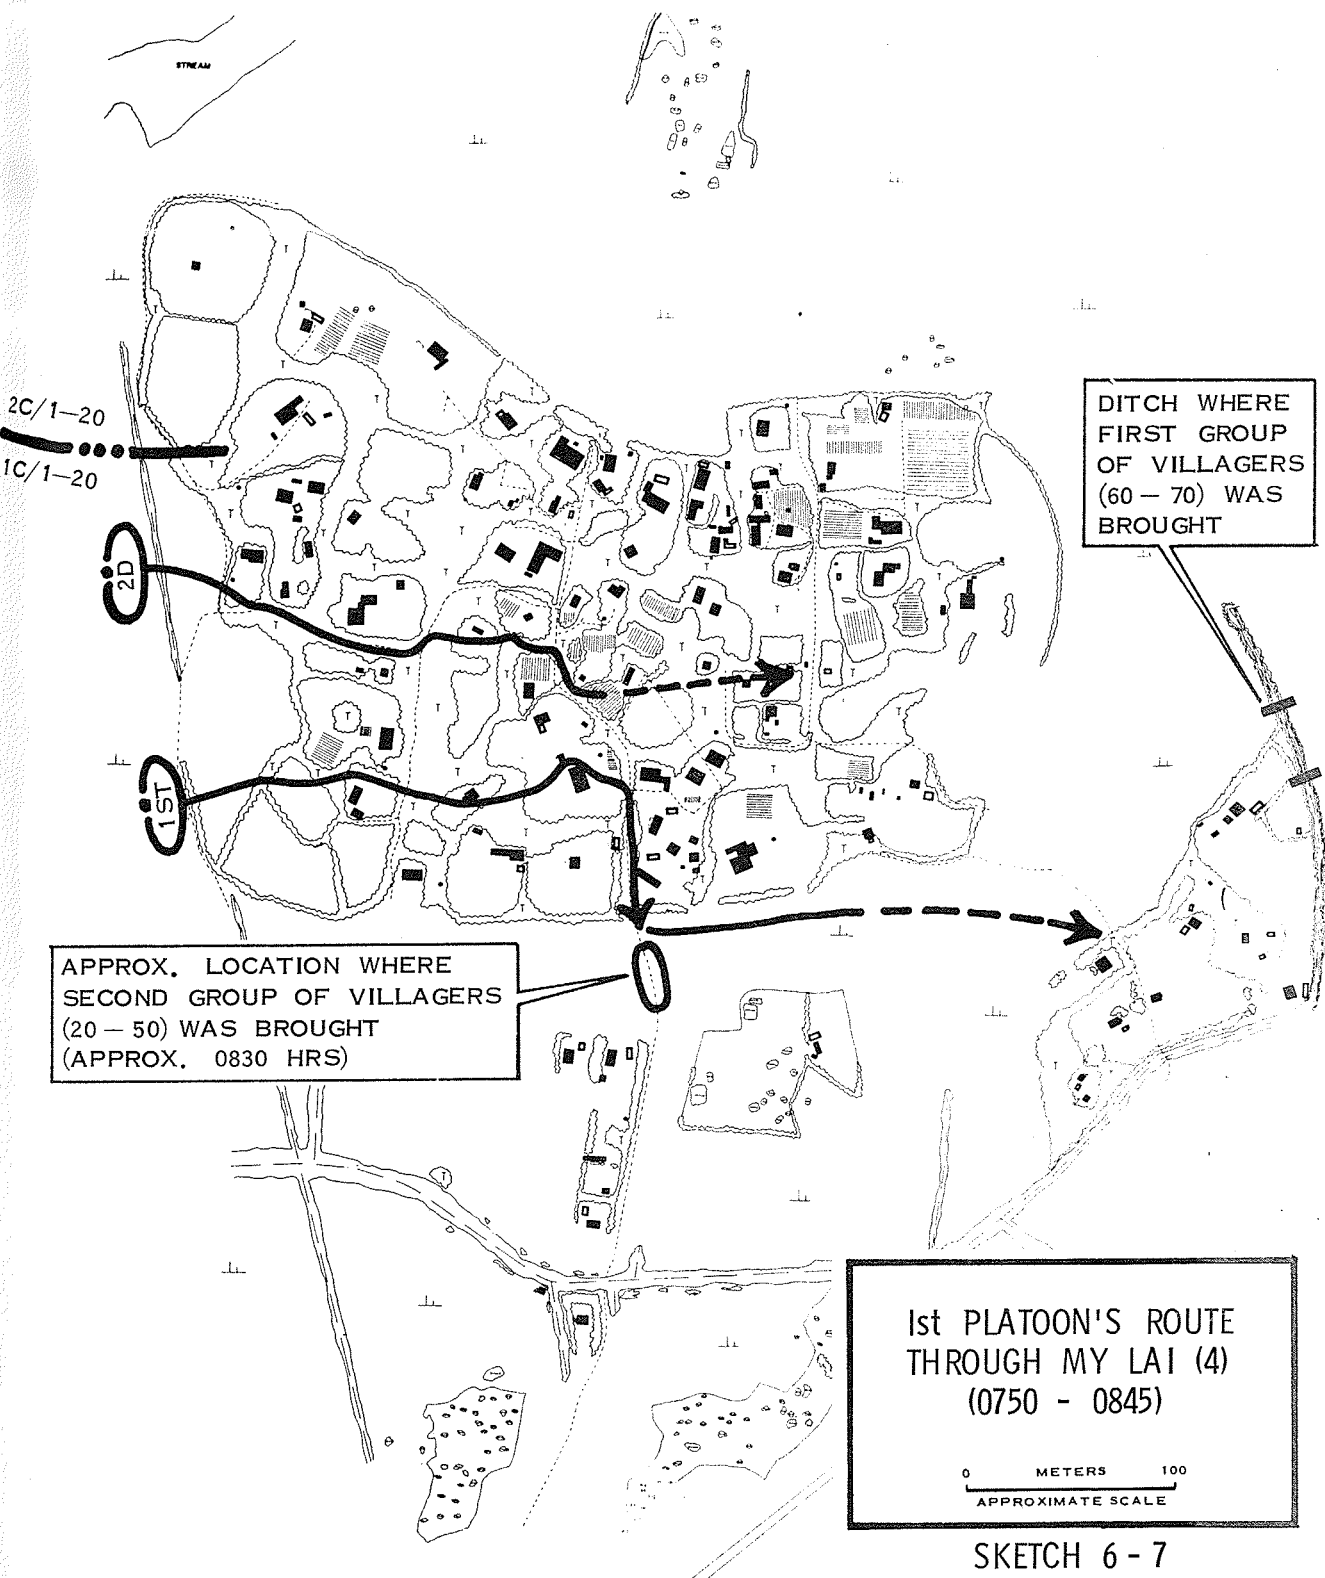 STREAM
2C/1–20
1C/1–20
DITCH WHERE
FIRST GROUP
OF VILLAGERS
(60 – 70) WAS
BROUGHT
2D
1ST
APPROX. LOCATION WHERE
SECOND GROUP OF VILLAGERS
(20 – 50) WAS BROUGHT
(APPROX. 0830 HRS)
1st PLATOON'S ROUTE
THROUGH MY LAI (4)
(0750 - 0845)
0 METERS 100
APPROXIMATE SCALE
SKETCH 6 - 7